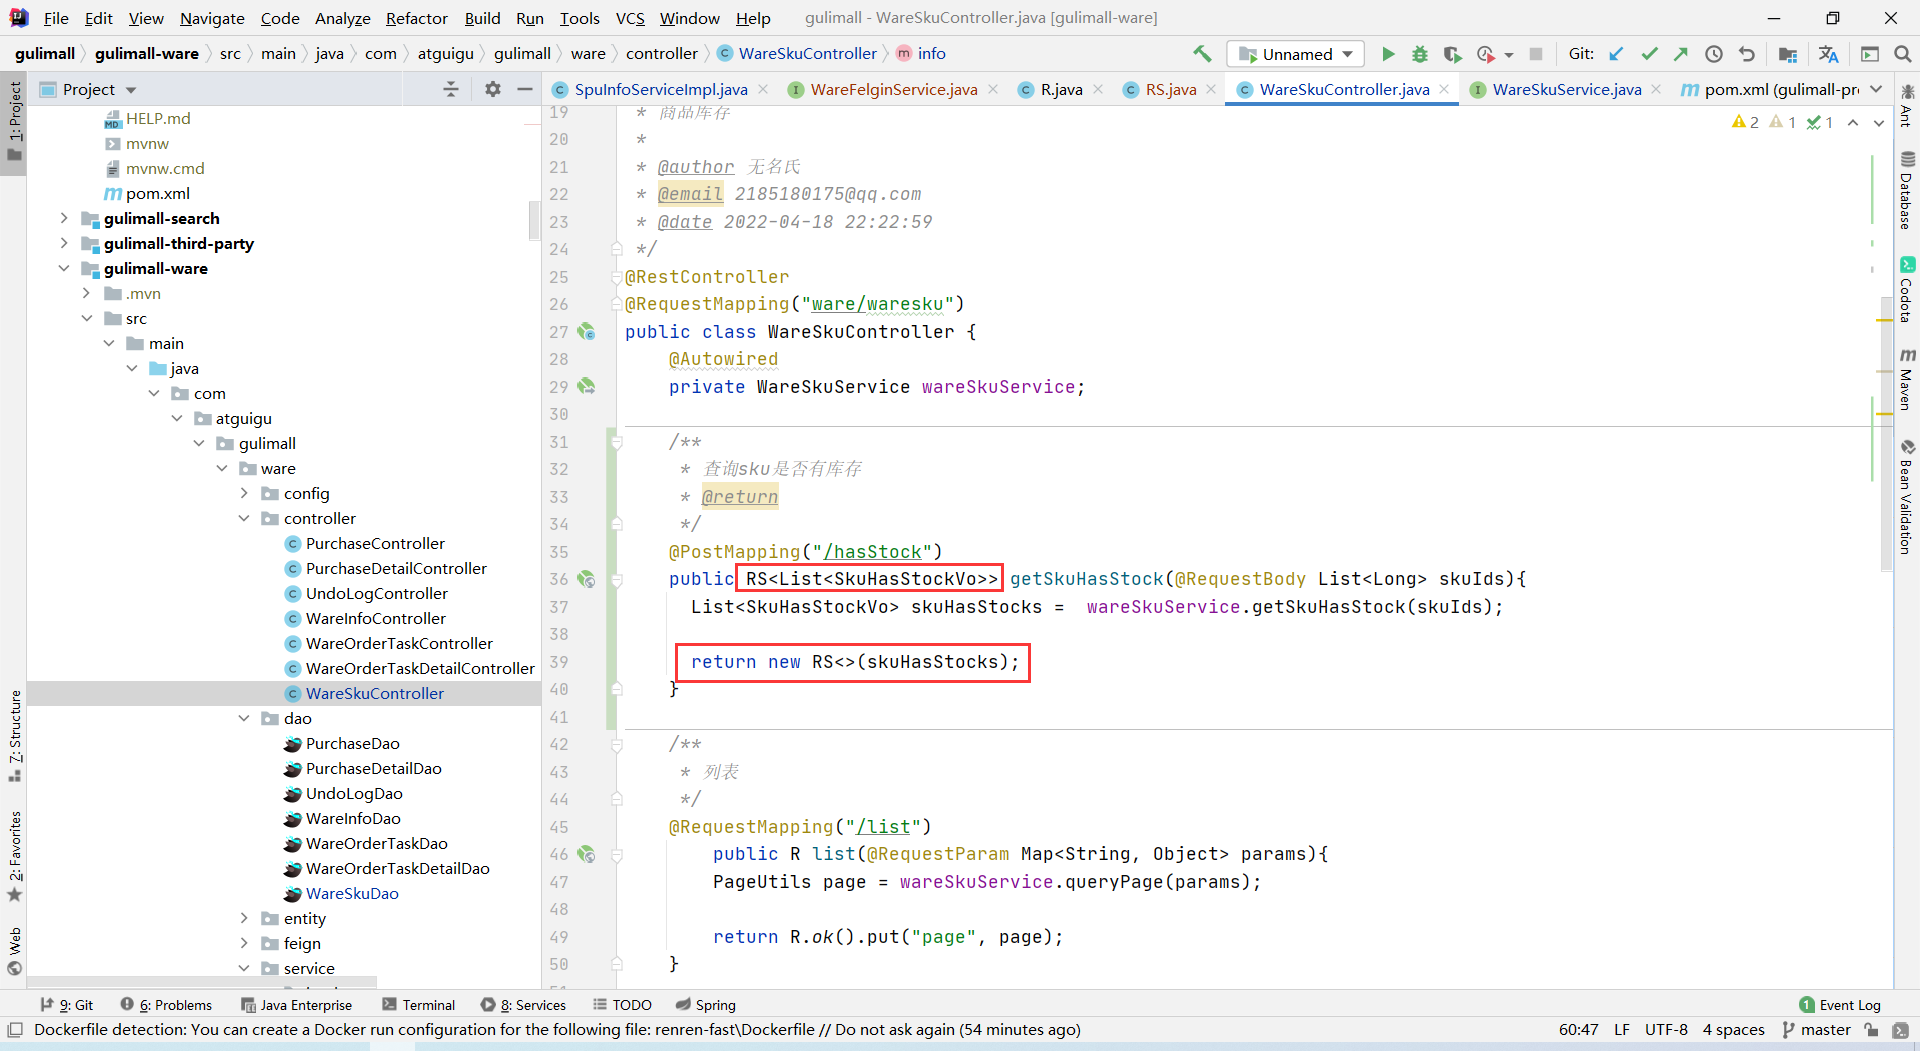 File Edit View Navigate Code Analyze Refactor Build Run Tools VCS Window Help gulimall - WareSkuController.java [gulimall-ware]
gulimall gulimall-ware src main java com atguigu gulimall ware controller WareSkuController info Unnamed Git:
Project
SpuInfoServiceImpl.java WareFelginService.java R.java RS.java WareSkuController.java WareSkuService.java pom.xml (gulimall-pr
1: Project
7: Structure
2: Favorites
Web
HELP.md
mvnw
mvnw.cmd
pom.xml
gulimall-search
gulimall-third-party
gulimall-ware
.mvn
src
main
java
com
atguigu
gulimall
ware
config
controller
PurchaseController
PurchaseDetailController
UndoLogController
WareInfoController
WareOrderTaskController
WareOrderTaskDetailController
WareSkuController
dao
PurchaseDao
PurchaseDetailDao
UndoLogDao
WareInfoDao
WareOrderTaskDao
WareOrderTaskDetailDao
WareSkuDao
entity
feign
service
2 1 1
19 * 商品库存
20 *
21 * @author 无名氏
22 * @email 2185180175@qq.com
23 * @date 2022-04-18 22:22:59
24 */
25 @RestController
26 @RequestMapping("ware/waresku")
27 public class WareSkuController {
28 @Autowired
29 private WareSkuService wareSkuService;
30
31 /**
32 * 查询sku是否有库存
33 * @return
34 */
35 @PostMapping("/hasStock")
36 public RS<List<SkuHasStockVo>> getSkuHasStock(@RequestBody List<Long> skuIds){
37 List<SkuHasStockVo> skuHasStocks = wareSkuService.getSkuHasStock(skuIds);
38
39 return new RS<>(skuHasStocks);
40 }
41
42 /**
43 * 列表
44 */
45 @RequestMapping("/list")
46 public R list(@RequestParam Map<String, Object> params){
47 PageUtils page = wareSkuService.queryPage(params);
48
49 return R.ok().put("page", page);
50 }
Ant
Database
Codota
Maven
Bean Validation
9: Git 6: Problems Java Enterprise Terminal 8: Services TODO Spring 1 Event Log
Dockerfile detection: You can create a Docker run configuration for the following file: renren-fast\Dockerfile // Do not ask again (54 minutes ago) 60:47 LF UTF-8 4 spaces master